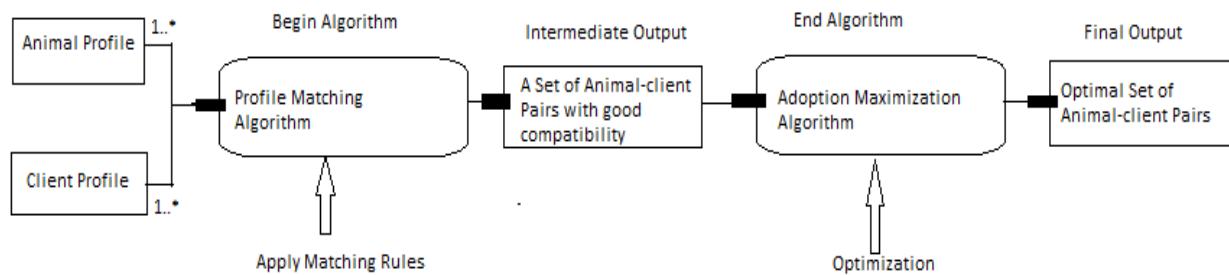 Begin Algorithm
End Algorithm
1..*
Intermediate Output
Final Output
Animal Profile
A Set of Animal-client
Pairs with good
compatibility
Profile Matching
Algorithm
Adoption Maximization
Algorithm
Optimal Set of
Animal-client Pairs
Client Profile
1..*
Apply Matching Rules
Optimization